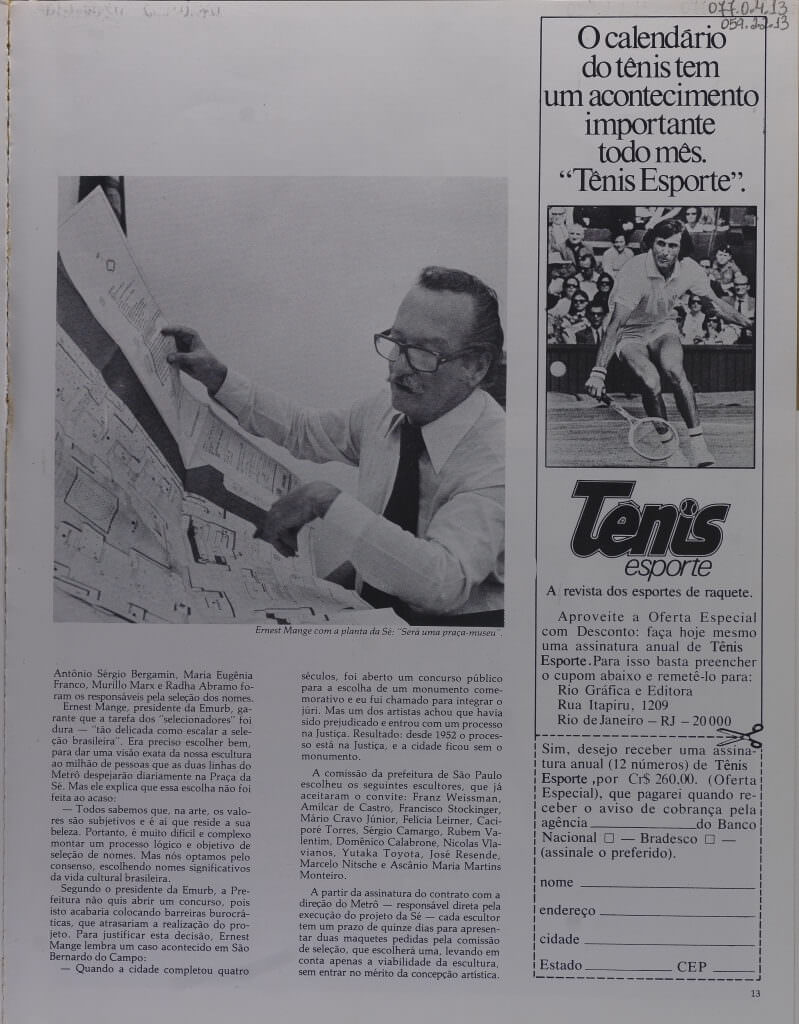 077.0.4.13
059.22.13
O calendário
do tênis tem
um acontecimento
importante
todo mês.
“Tênis Esporte”.
Tênis
esporte
A revista dos esportes de raquete.
Aproveite a Oferta Especial
com Desconto: faça hoje mesmo
uma assinatura anual de Tênis
Esporte.Para isso basta preencher
o cupom abaixo e remetê-lo para:
Rio Gráfica e Editora
Rua Itapiru, 1209
Rio de Janeiro – RJ – 20 000
Sim, desejo receber uma assina-
tura anual (12 números) de Tênis
Esporte ,por Cr$ 260,00. (Oferta
Especial), que pagarei quando re-
ceber o aviso de cobrança pela
agência do Banco
Nacional □ — Bradesco □ —
(assinale o preferido).
nome
endereço
cidade
Estado CEP
Ernest Mange com a planta da Sé: "Será uma praça-museu".
Antônio Sérgio Bergamin, Maria Eugênia
Franco, Murillo Marx e Radha Abramo fo-
ram os responsáveis pela seleção dos nomes.
Ernest Mange, presidente da Emurb, ga-
rante que a tarefa dos "selecionadores" foi
dura — "tão delicada como escalar a sele-
ção brasileira". Era preciso escolher bem,
para dar uma visão exata da nossa escultura
ao milhão de pessoas que as duas linhas do
Metrô despejarão diariamente na Praça da
Sé. Mas ele explica que essa escolha não foi
feita ao acaso:
— Todos sabemos que, na arte, os valo-
res são subjetivos e é aí que reside a sua
beleza. Portanto, é muito difícil e complexo
montar um processo lógico e objetivo de
seleção de nomes. Mas nós optamos pelo
consenso, escolhendo nomes significativos
da vida cultural brasileira.
Segundo o presidente da Emurb, a Pre-
feitura não quis abrir um concurso, pois
isto acabaria colocando barreiras burocrá-
ticas, que atrasariam a realização do pro-
jeto. Para justificar esta decisão, Ernest
Mange lembra um caso acontecido em São
Bernardo do Campo:
— Quando a cidade completou quatro
séculos, foi aberto um concurso público
para a escolha de um monumento come-
morativo e eu fui chamado para integrar o
júri. Mas um dos artistas achou que havia
sido prejudicado e entrou com um processo
na Justiça. Resultado: desde 1952 o proces-
so está na Justiça, e a cidade ficou sem o
monumento.
A comissão da prefeitura de São Paulo
escolheu os seguintes escultores, que já
aceitaram o convite: Franz Weissman,
Amílcar de Castro, Francisco Stockinger,
Mário Cravo Júnior, Felícia Leirner, Caci-
poré Torres, Sérgio Camargo, Rubem Va-
lentim, Domênico Calabrone, Nicolas Vla-
vianos, Yutaka Toyota, José Resende,
Marcelo Nitsche e Ascânio Maria Martins
Monteiro.
A partir da assinatura do contrato com a
direção do Metrô — responsável direta pela
execução do projeto da Sé — cada escultor
tem um prazo de quinze dias para apresen-
tar duas maquetes pedidas pela comissão
de seleção, que escolherá uma, levando em
conta apenas a viabilidade da escultura,
sem entrar no mérito da concepção artística.
13